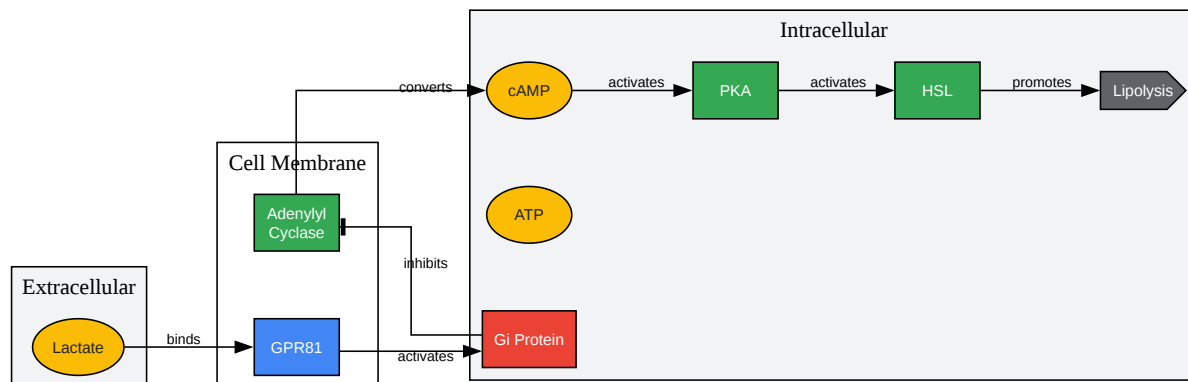 Intracellular
converts
cAMP
activates
PKA
activates
HSL
promotes
Lipolysis
Cell Membrane
Adenylyl
Cyclase
ATP
inhibits
Extracellular
Lactate
binds
GPR81
activates
Gi Protein